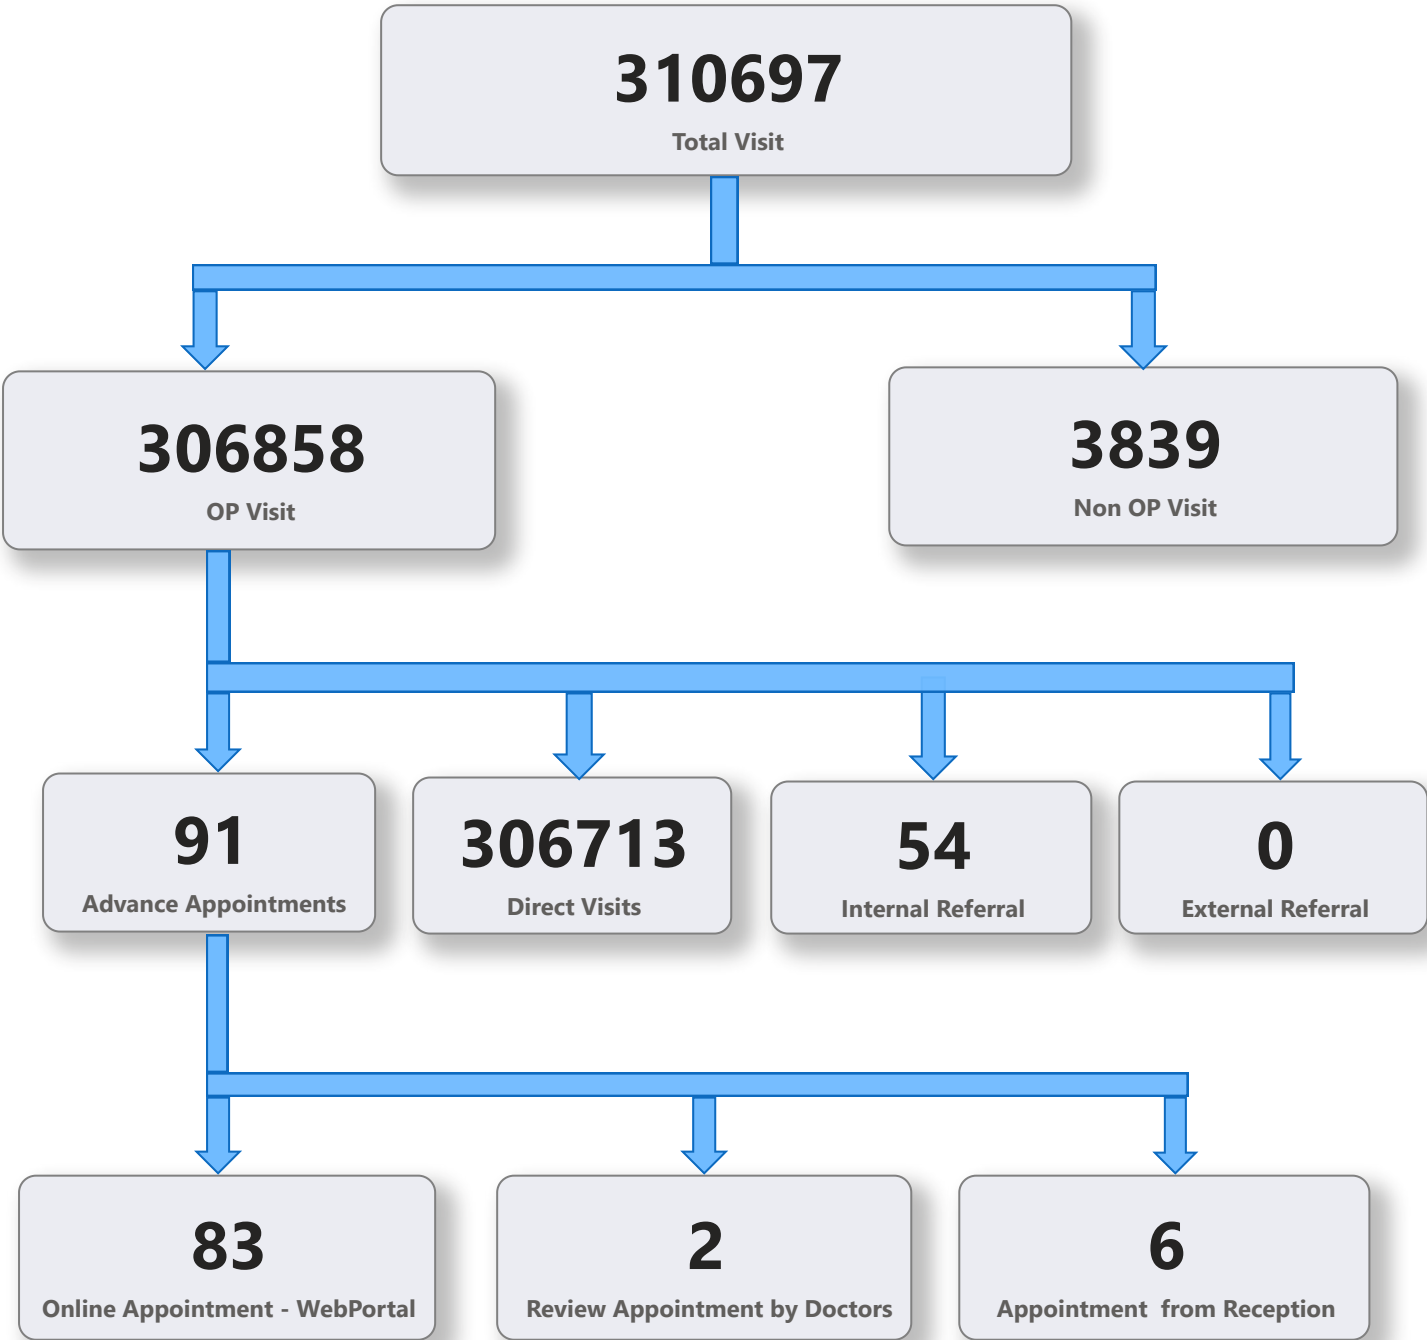 310697
Total Visit
306858
OP Visit
3839
Non OP Visit
91
Advance Appointments
306713
Direct Visits
54
Internal Referral
0
External Referral
83
Online Appointment - WebPortal
2
Review Appointment by Doctors
6
Appointment  from Reception